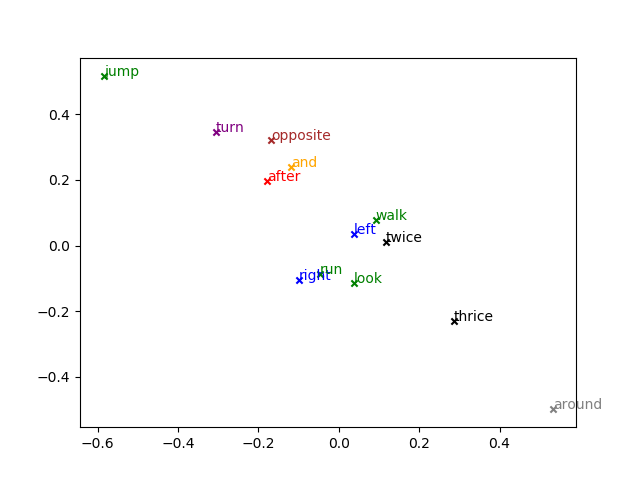 jump
turn
opposite
and
after
walk
left
twice
run
right
look
thrice
around
0.4
0.2
0.0
−0.2
−0.4
−0.6 −0.4 −0.2 0.0 0.2 0.4